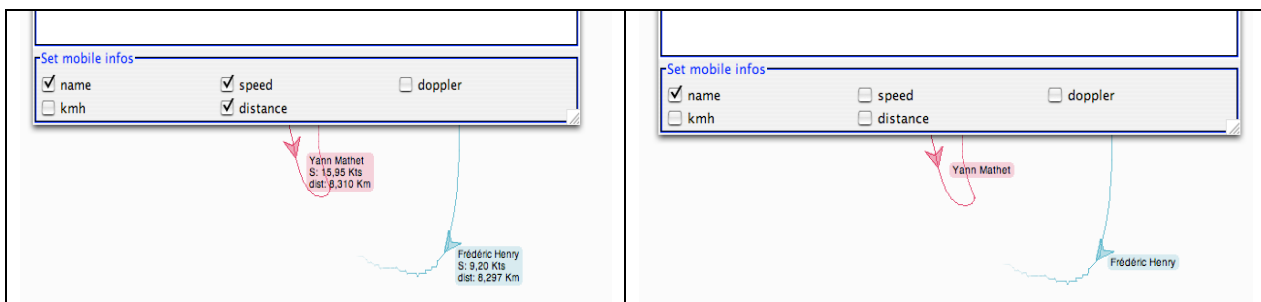 Set mobile infos
name speed doppler
kmh distance
Yann Mathet
S: 15,95 Kts
dist: 8,310 Km
Frédéric Henry
S: 9,20 Kts
dist: 8,297 Km
Set mobile infos
name speed doppler
kmh distance
Yann Mathet
Frédéric Henry